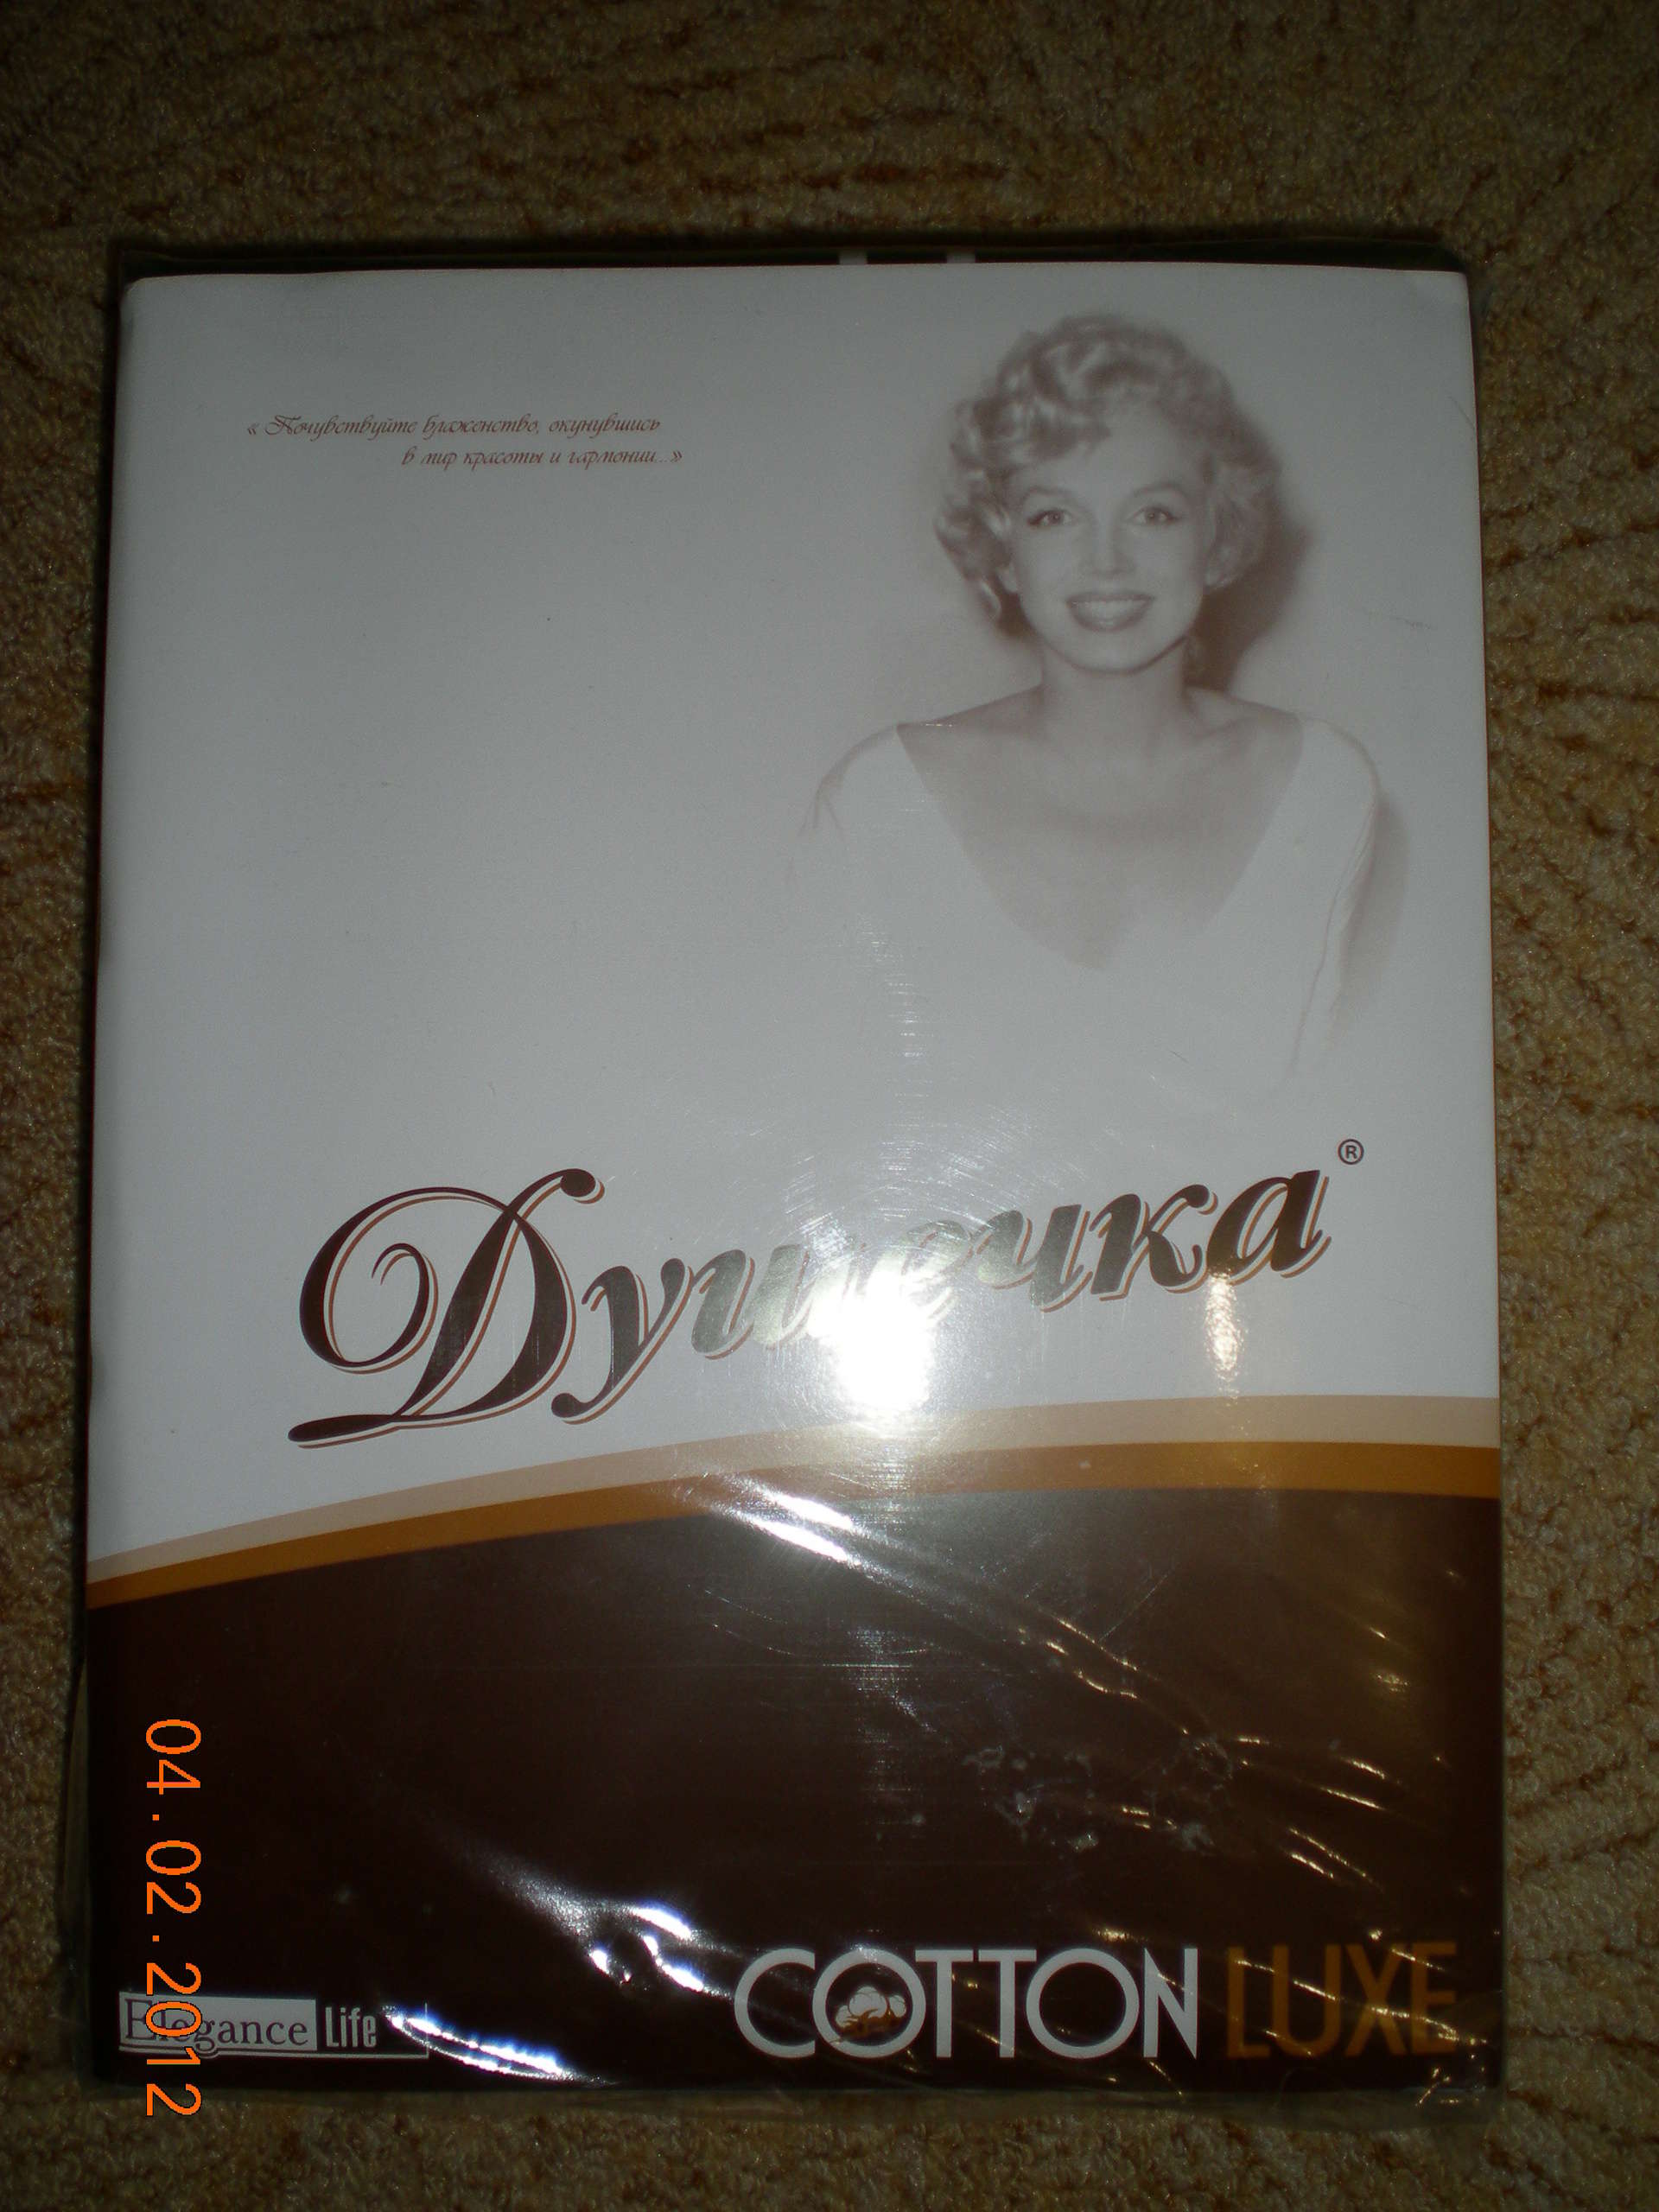 «Почувствуйте блаженство, окунувшись
в мир красоты и гармонии...»
Душечка®
Elegance Life
COTTON LUXE
04.02.2012